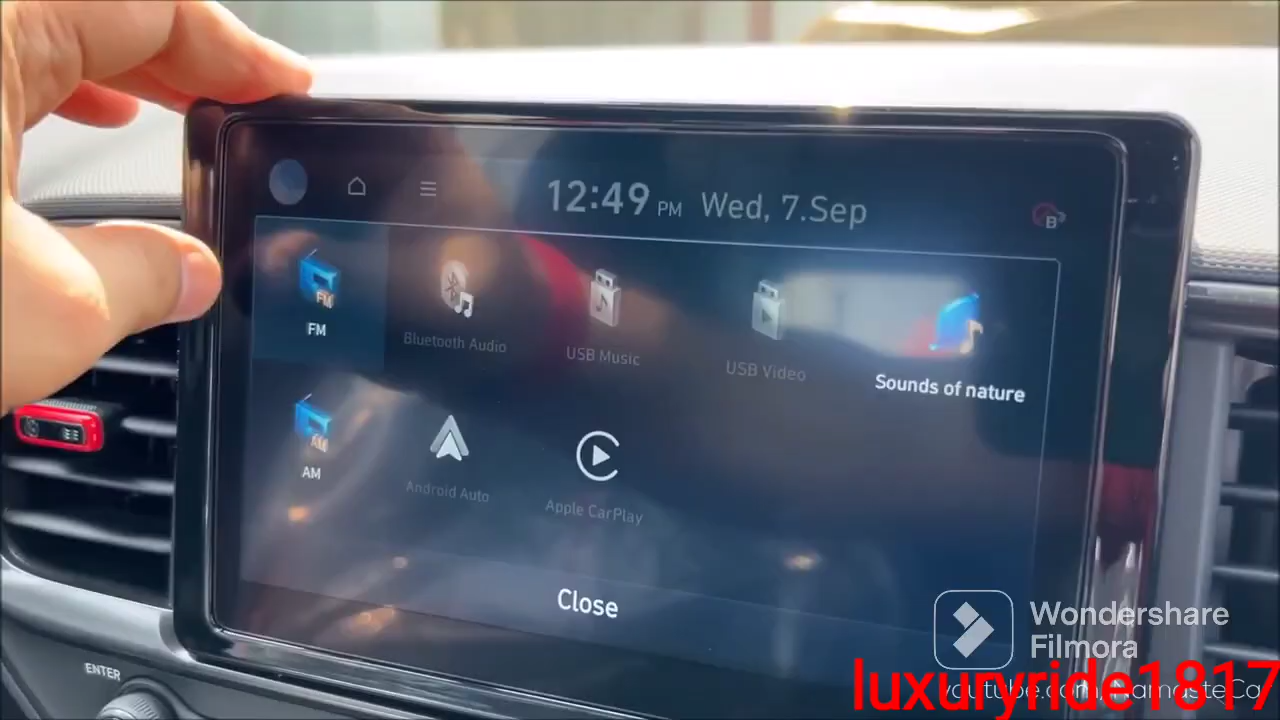 12:49 PM Wed, 7.Sep
B
FM
Bluetooth Audio
USB Music
USB Video
Sounds of nature
AM
Android Auto
Apple CarPlay
Close
ENTER
Wondershare
Filmora
luxuryride1817